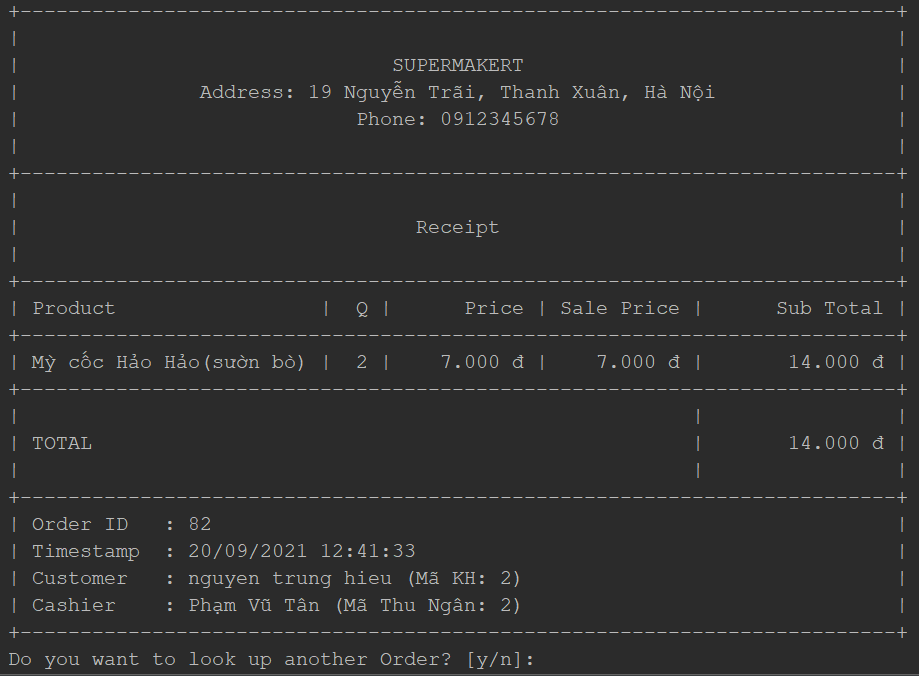 SUPERMAKERT
Address: 19 Nguyễn Trãi, Thanh Xuân, Hà Nội
Phone: 0912345678
Receipt
| Product | Q | Price | Sale Price | Sub Total |
| Mỳ cốc Hảo Hảo(sườn bò) | 2 | 7.000 đ | 7.000 đ | 14.000 đ |
| TOTAL | 14.000 đ |
| Order ID : 82 |
| Timestamp : 20/09/2021 12:41:33 |
| Customer : nguyen trung hieu (Mã KH: 2) |
| Cashier : Phạm Vũ Tân (Mã Thu Ngân: 2) |
Do you want to look up another Order? [y/n]: